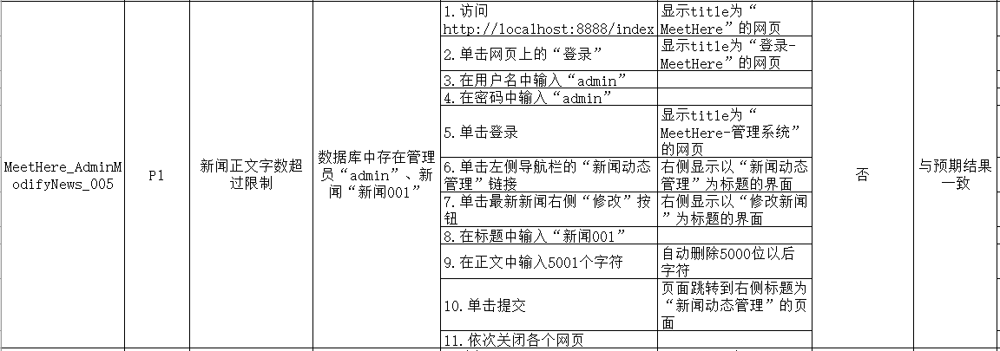 MeetHere_AdminM
odifyNews_005
P1
新闻正文字数超
过限制
数据库中存在管理
员“admin”、新
闻“新闻001”
1.访问
http://localhost:8888/index
显示title为“
MeetHere”的网页
2.单击网页上的“登录”
显示title为“登录-
MeetHere”的网页
3.在用户名中输入“admin”
4.在密码中输入“admin”
5.单击登录
显示title为“
MeetHere-管理系统”
的网页
6.单击左侧导航栏的“新闻动态
管理”链接
右侧显示以“新闻动态
管理”为标题的界面
7.单击最新新闻右侧“修改”按
钮
右侧显示以“修改新闻
”为标题的界面
8.在标题中输入“新闻001”
9.在正文中输入5001个字符
自动删除5000位以后
字符
10.单击提交
页面跳转到右侧标题为
“新闻动态管理”的页
面
11.依次关闭各个网页
否
与预期结果
一致